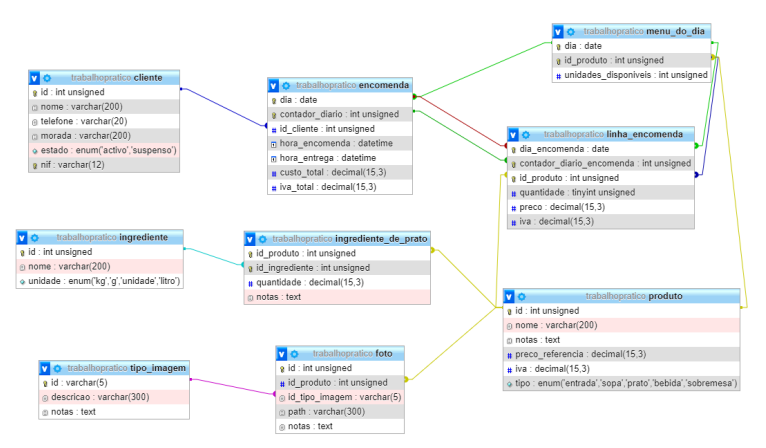 trabalhopratico menu_do_dia
dia : date
id_produto : int unsigned
unidades_disponiveis : int unsigned
trabalhopratico cliente
id : int unsigned
nome : varchar(200)
telefone : varchar(20)
morada : varchar(200)
estado : enum('activo','suspenso')
nif : varchar(12)
trabalhopratico encomenda
dia : date
contador_diario : int unsigned
id_cliente : int unsigned
hora_encomenda : datetime
hora_entrega : datetime
custo_total : decimal(15,3)
iva_total : decimal(15,3)
trabalhopratico linha_encomenda
dia_encomenda : date
contador_diario_encomenda : int unsigned
id_produto : int unsigned
quantidade : tinyint unsigned
preco : decimal(15,3)
iva : decimal(15,3)
trabalhopratico ingrediente
id : int unsigned
nome : varchar(200)
unidade : enum('kg','g','unidade','litro')
trabalhopratico ingrediente_de_prato
id_produto : int unsigned
id_ingrediente : int unsigned
quantidade : decimal(15,3)
notas : text
trabalhopratico produto
id : int unsigned
nome : varchar(200)
notas : text
preco_referencia : decimal(15,3)
iva : decimal(15,3)
tipo : enum('entrada','sopa','prato','bebida','sobremesa')
trabalhopratico tipo_imagem
id : varchar(5)
descricao : varchar(300)
notas : text
trabalhopratico foto
id : int unsigned
id_produto : int unsigned
id_tipo_imagem : varchar(5)
path : varchar(300)
notas : text